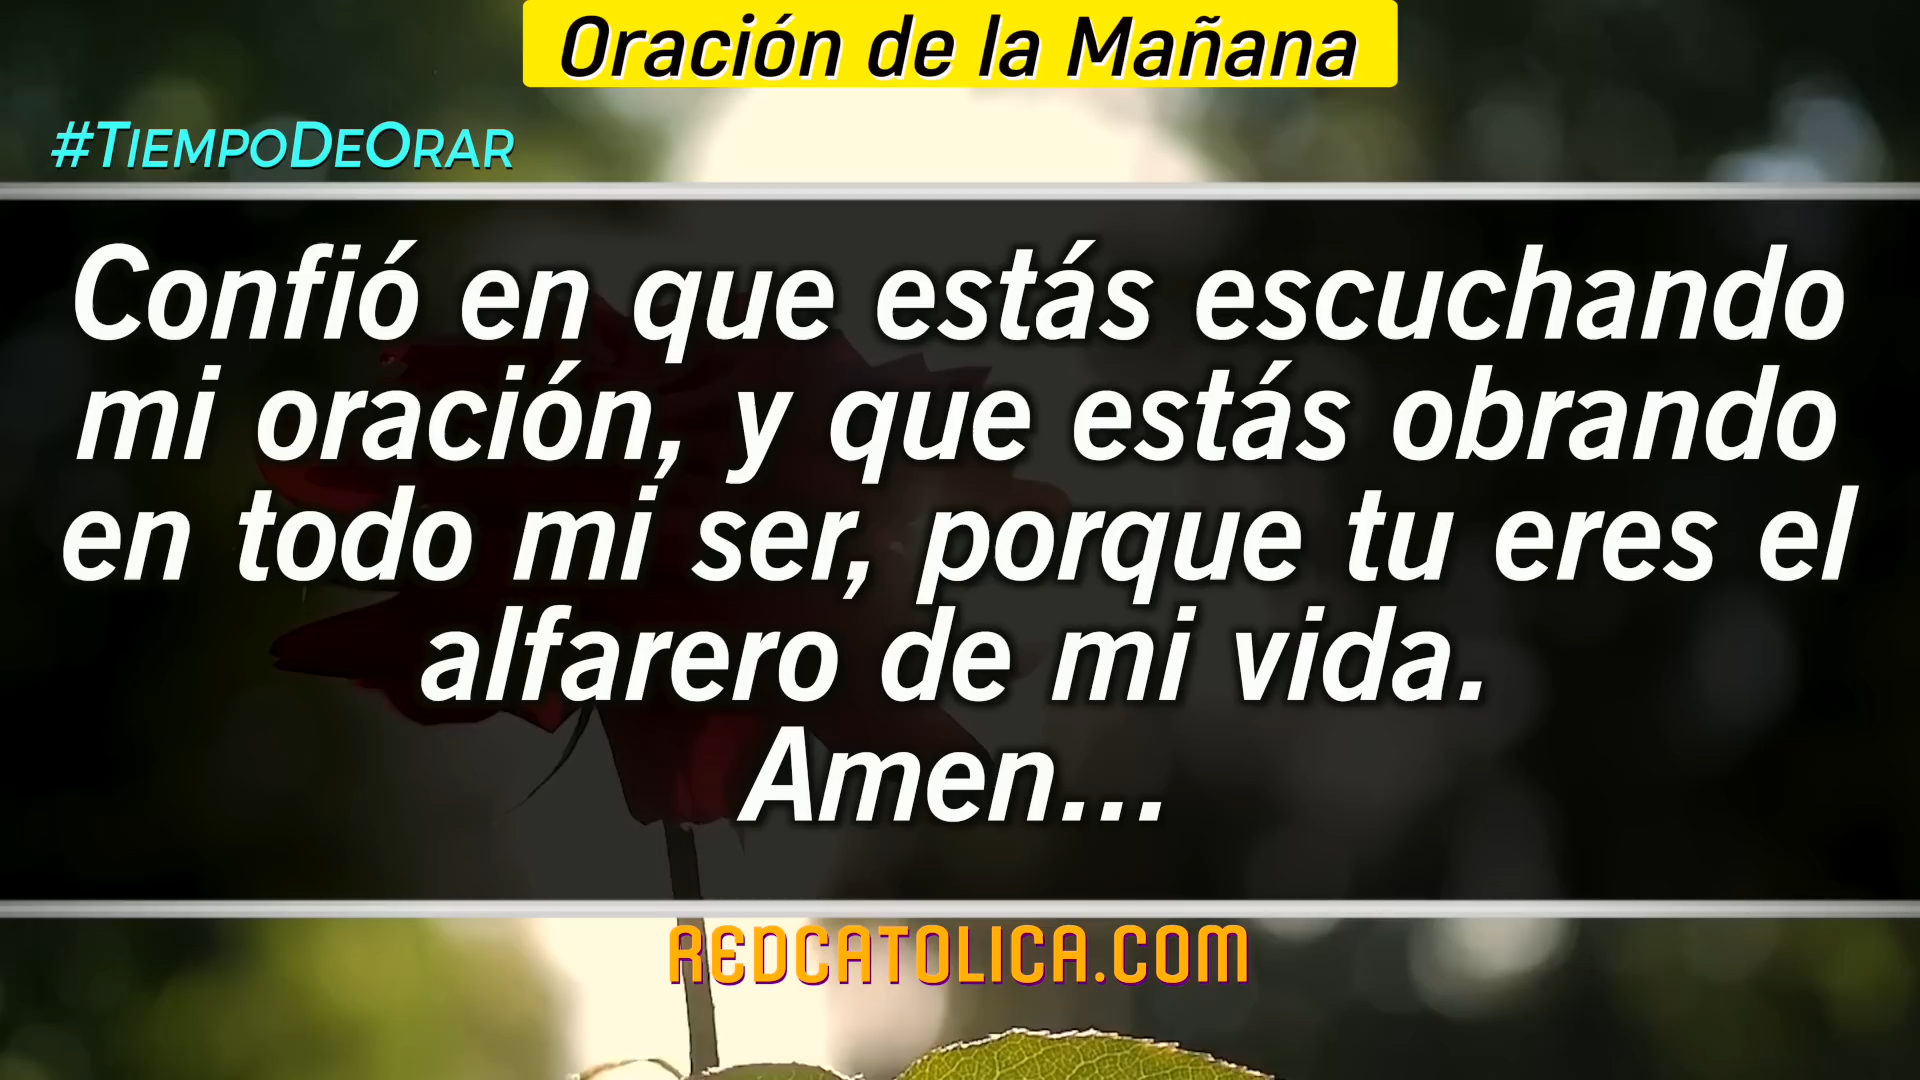 Oración de la Mañana
#TIEMPODEORAR
Confió en que estás escuchando
mi oración, y que estás obrando
en todo mi ser, porque tu eres el
alfarero de mi vida.
Amen...
REDCATOLICA.COM